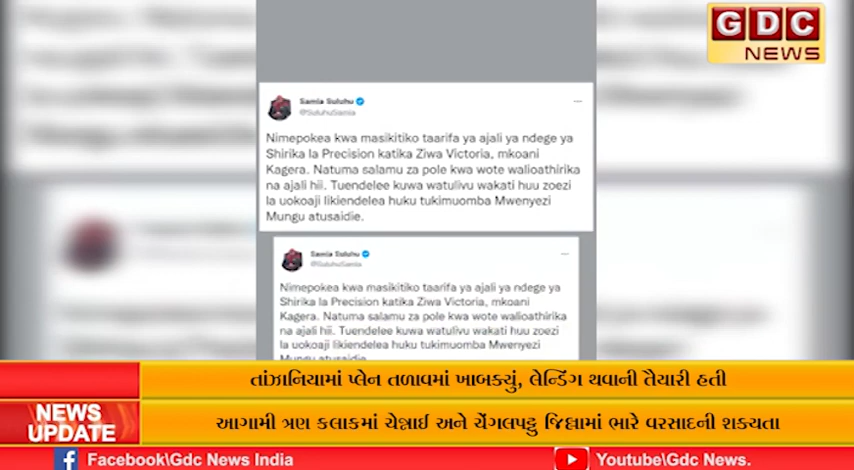 GDC
NEWS
Samia Suluhu
@SuluhuSamia
Nimepokea kwa masikitiko taarifa ya ajali ya ndege ya
Shirika la Precision katika Ziwa Victoria, mkoani
Kagera. Natuma salamu za pole kwa wote walioathirika
na ajali hii. Tuendelee kuwa watulivu wakati huu zoezi
la uokoaji likiendelea huku tukimuomba Mwenyezi
Mungu atusaidie.
Samia Suluhu
@SuluhuSamia
Nimepokea kwa masikitiko taarifa ya ajali ya ndege ya
Shirika la Precision katika Ziwa Victoria, mkoani
Kagera. Natuma salamu za pole kwa wote walioathirika
na ajali hii. Tuendelee kuwa watulivu wakati huu zoezi
la uokoaji likiendelea huku tukimuomba Mwenyezi
Mungu atusaidie.
તાંઝાનિયામાં પ્લેન તળાવમાં ખાબક્યું, લેન્ડિંગ થવાની તૈયારી હતી
NEWS
UPDATE
આગામી ત્રણ કલાકમાં ચેન્નાઈ અને ચેંગલપટ્ટુ જિલ્લામાં ભારે વરસાદની શક્યતા
Facebook\Gdc News India
Youtube\Gdc News.